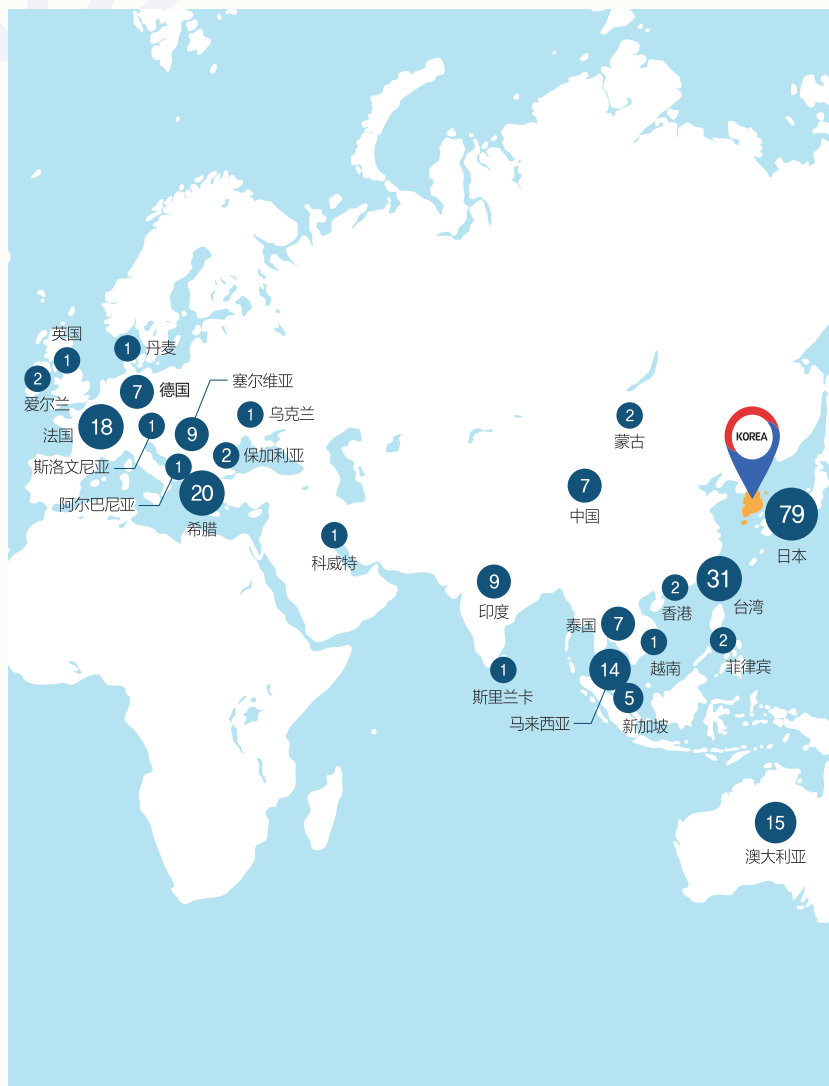 英国
1
1
丹麦
2
爱尔兰
7
德国
塞尔维亚
18
法国
1
9
1
乌克兰
2
保加利亚
斯洛文尼亚
1
阿尔巴尼亚
20
希腊
1
科威特
2
蒙古
7
中国
KOREA
79
日本
9
印度
2
香港
31
台湾
泰国
7
1
越南
2
菲律宾
1
斯里兰卡
14
马来西亚
5
新加坡
15
澳大利亚